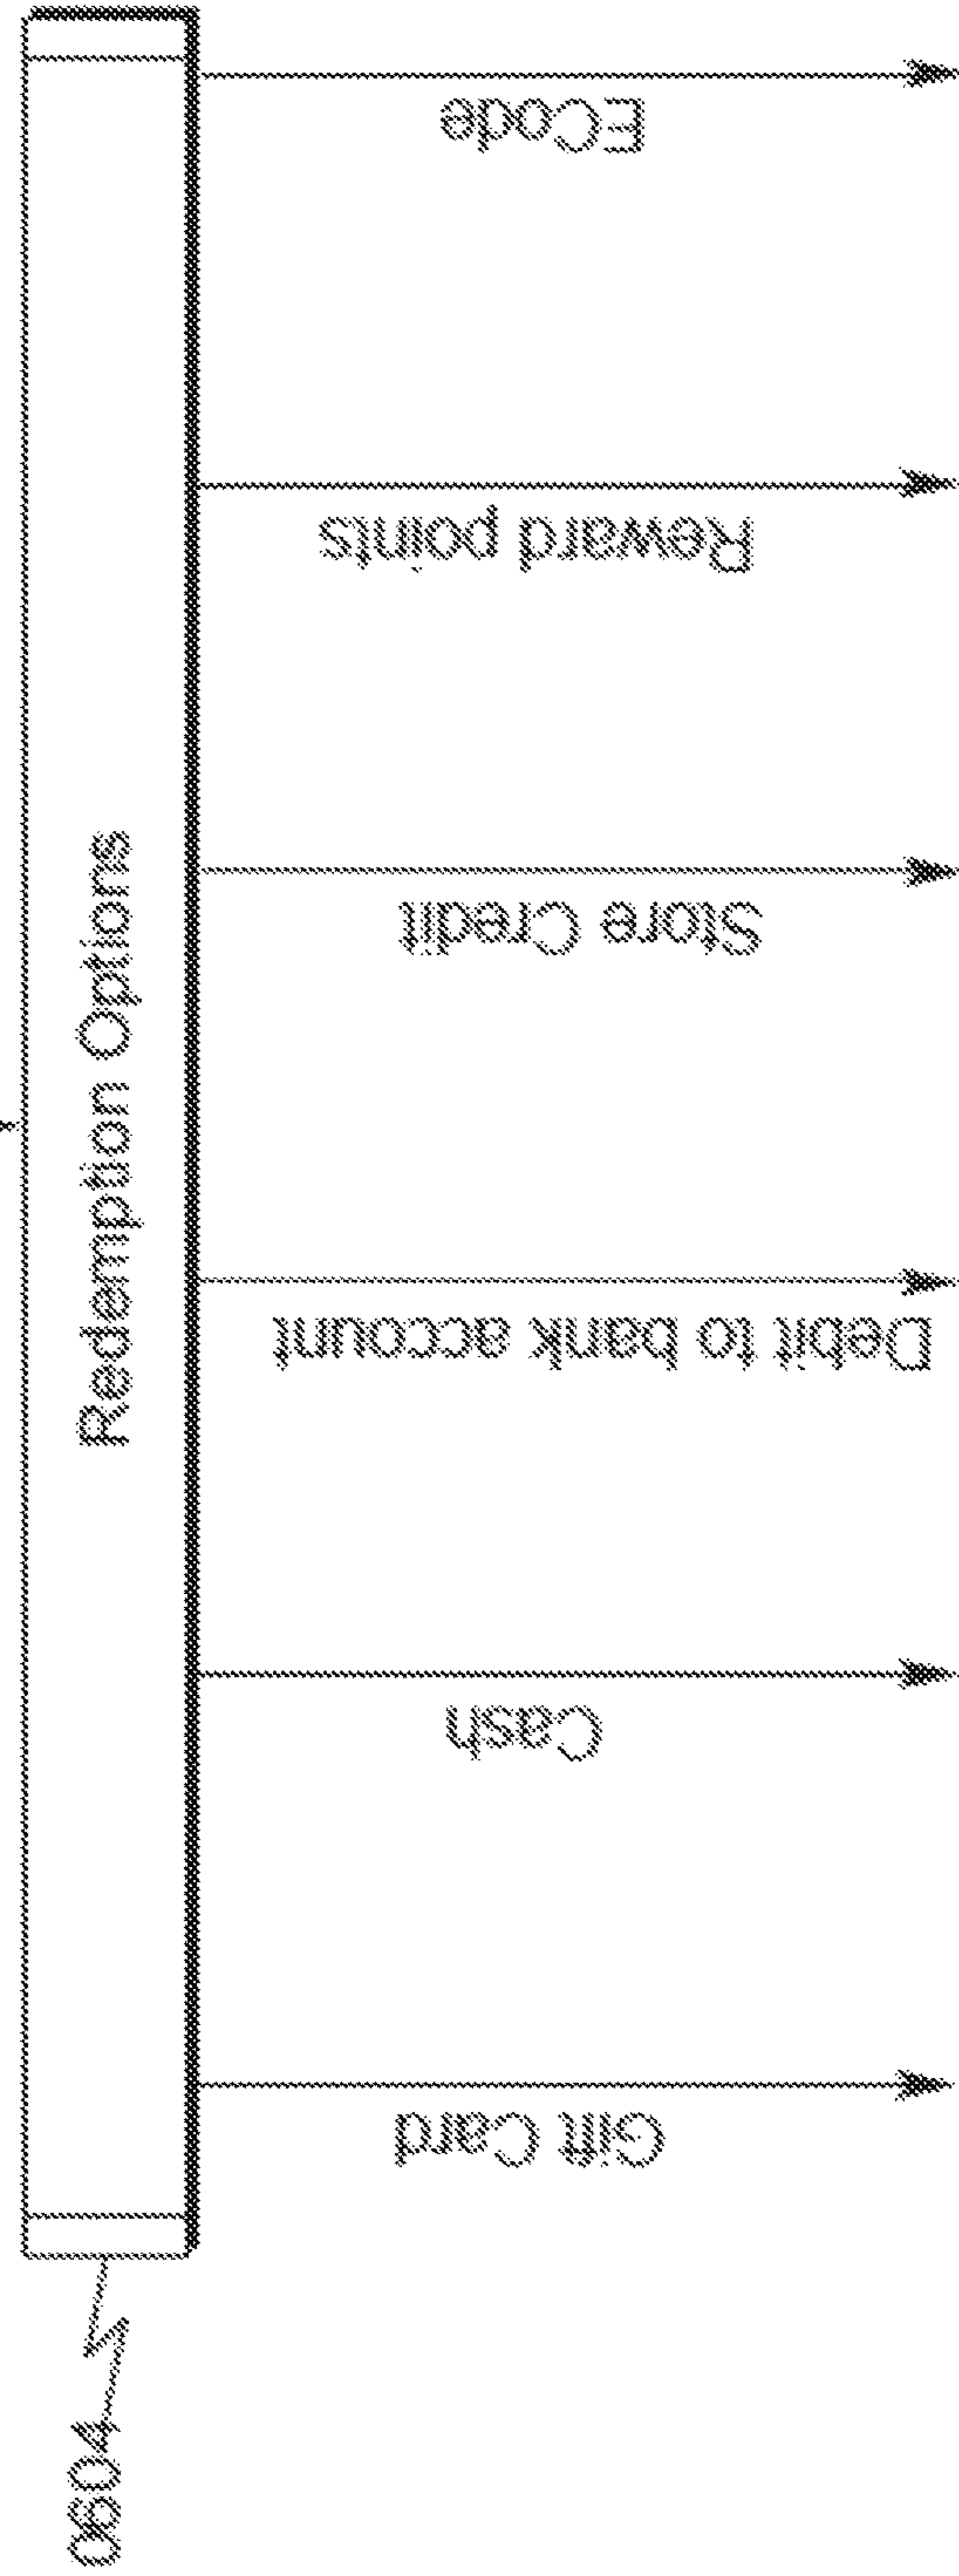 0604
Redemption Options
Gift Card
Cash
Debit to bank account
Store Credit
Reward points
ECode